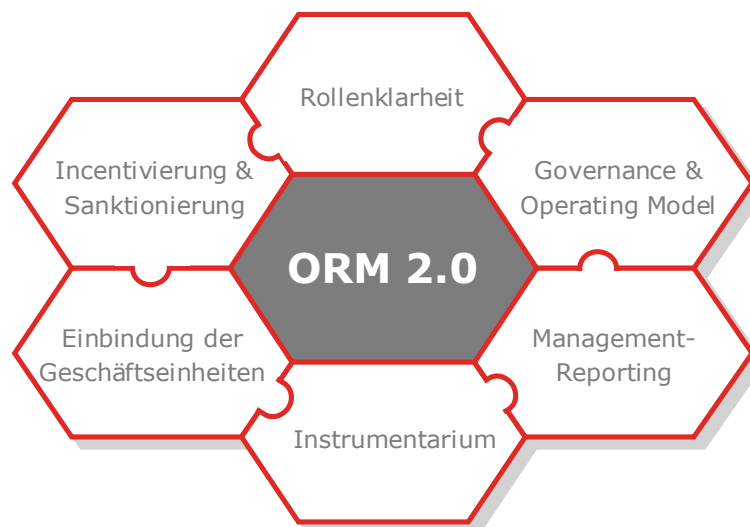 Rollenklarheit
Incentivierung &
Sanktionierung
Governance &
Operating Model
ORM 2.0
Einbindung der
Geschäftseinheiten
Management-
Reporting
Instrumentarium